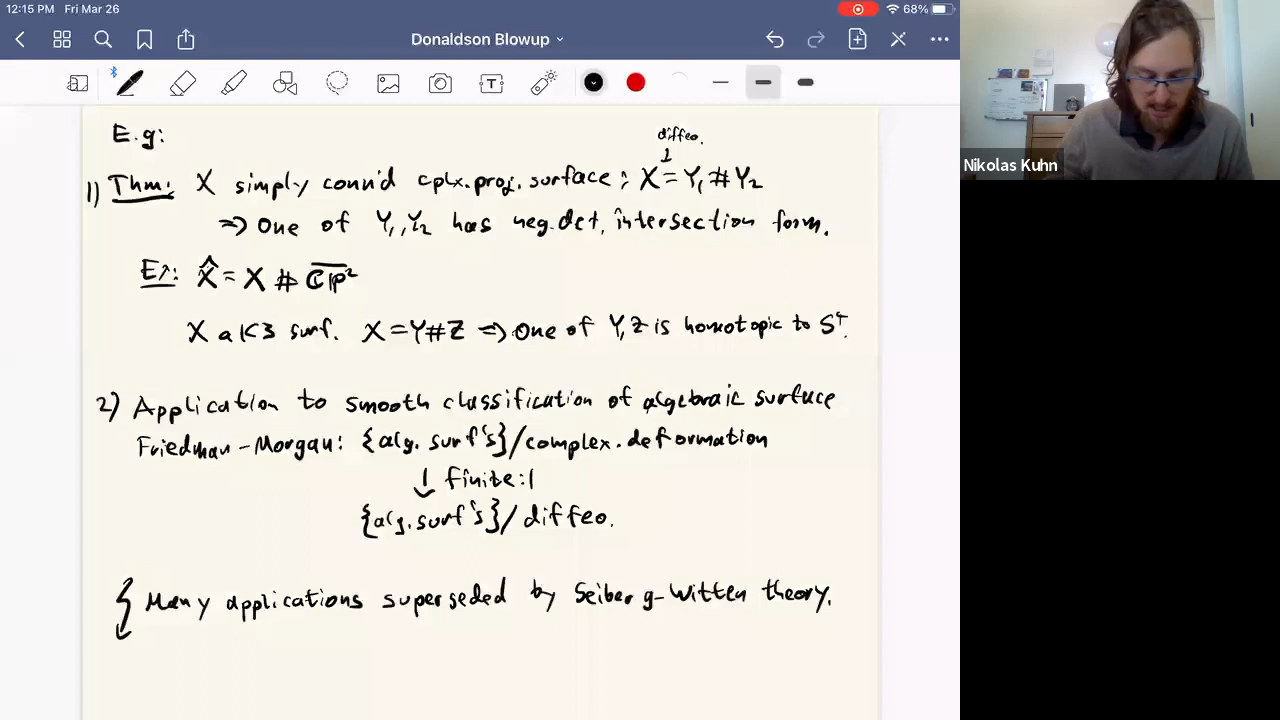 12:15 PM Fri Mar 26
68%
Donaldson Blowup
E.g:
diffeo.
1) Thm: X simply conn'd cplx. proj. surface; X = Y₁ # Y₂
⇒ One of Y₁, Y₂ has neg. def. intersection form.
Ex: X̂ = X # \overline{ℂℙ²}
X a K3 surf. X = Y # Z ⇒ One of Y, Z is homotopic to S⁴.
2) Application to smooth classification of algebraic surface
Friedman-Morgan: {alg. surf's}/complex. deformation
↓ finite:1
{alg. surf's}/diffeo.
Many applications superseded by Seiberg-Witten theory.
Nikolas Kuhn